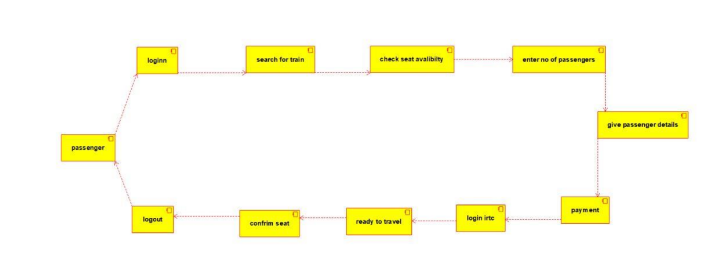 loginn
search for train
check seat avalibilty
enter no of passengers
give passenger details
passenger
payment
login irtc
ready to travel
confrim seat
logout